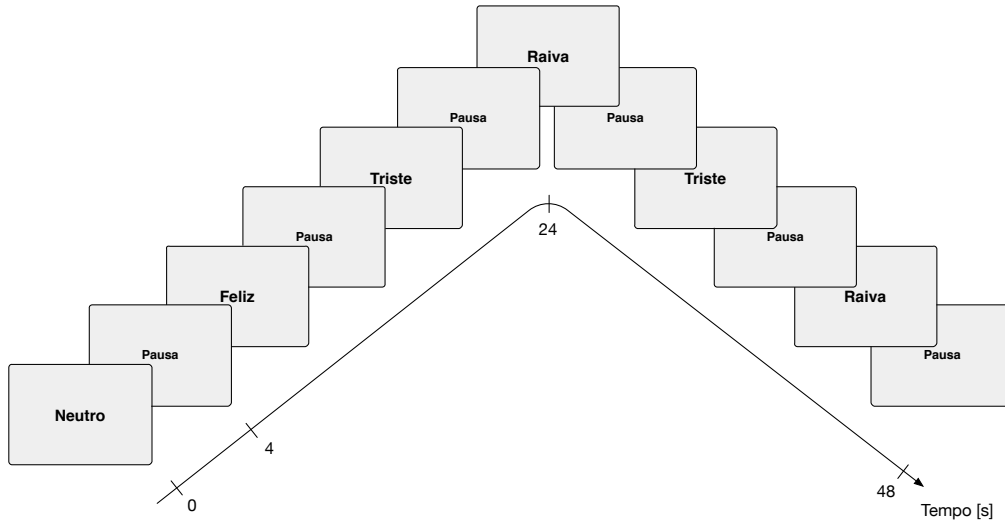 Neutro
Pausa
Feliz
Pausa
Triste
Pausa
Raiva
Pausa
Triste
Pausa
Raiva
Pausa
0
4
24
48
Tempo [s]